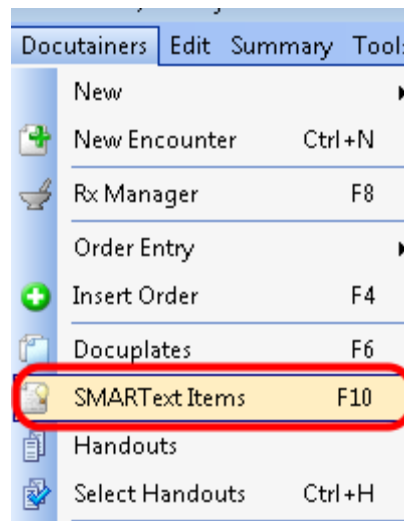 Docutainers Edit Summary Tools
New
New Encounter Ctrl+N
Rx Manager F8
Order Entry
Insert Order F4
Docuplates F6
SMARText Items F10
Handouts
Select Handouts Ctrl+H